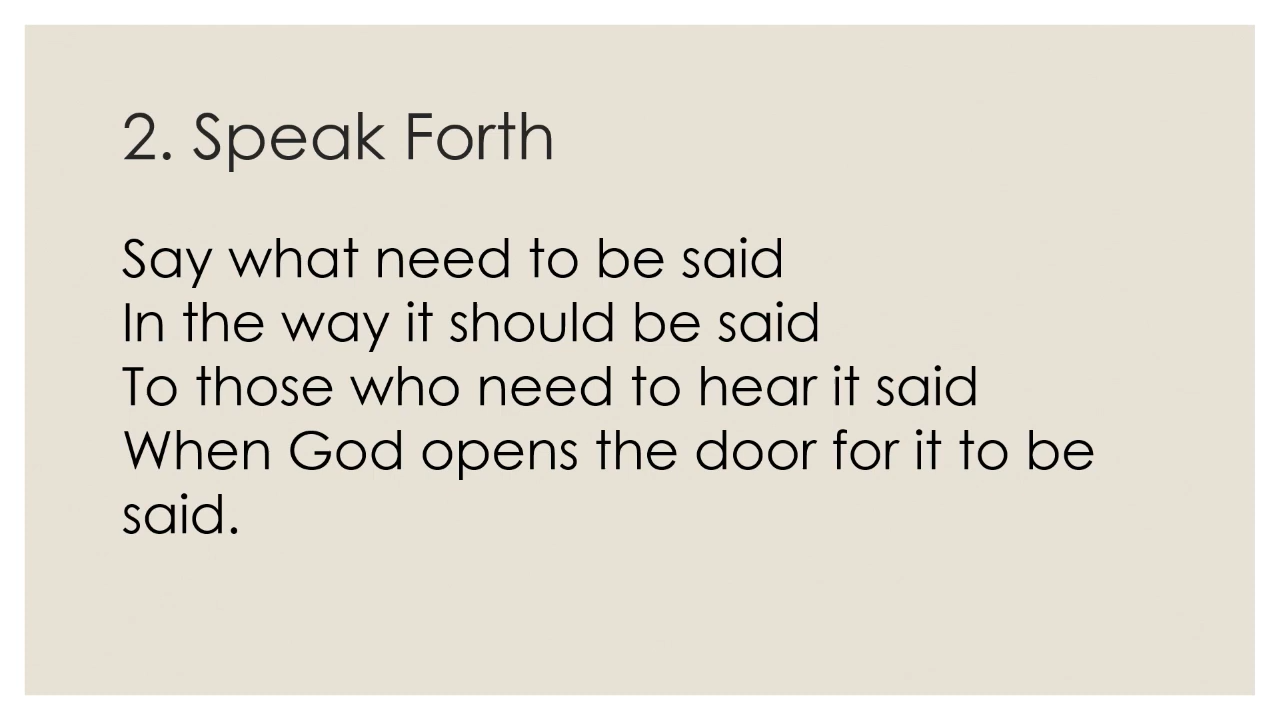 2. Speak Forth
Say what need to be said
In the way it should be said
To those who need to hear it said
When God opens the door for it to be
said.